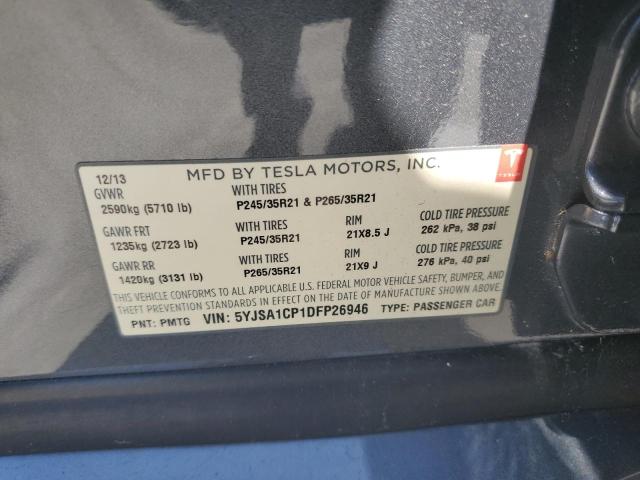 12/13 MFD BY TESLA MOTORS, INC. TESLA
GVWR WITH TIRES
2590kg (5710 lb) P245/35R21 & P265/35R21
GAWR FRT WITH TIRES RIM COLD TIRE PRESSURE
1235kg (2723 lb) P245/35R21 21X8.5 J 262 kPa, 38 psi
GAWR RR WITH TIRES RIM COLD TIRE PRESSURE
1420kg (3131 lb) P265/35R21 21X9 J 276 kPa, 40 psi
THIS VEHICLE CONFORMS TO ALL APPLICABLE U.S. FEDERAL MOTOR VEHICLE SAFETY, BUMPER, AND
THEFT PREVENTION STANDARDS IN EFFECT ON THE DATE OF MANUFACTURE SHOWN ABOVE.
PNT: PMTG VIN: 5YJSA1CP1DFP26946 TYPE: PASSENGER CAR